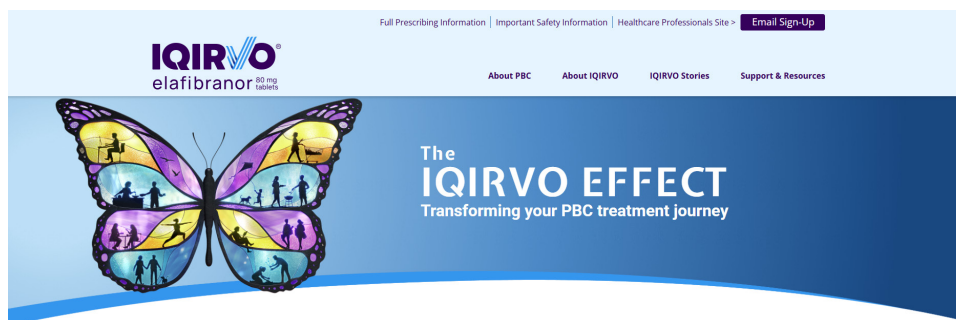 Full Prescribing Information | Important Safety Information | Healthcare Professionals Site > Email Sign-Up
IQIRVO®
elafibranor 80 mg tablets
About PBC About IQIRVO IQIRVO Stories Support & Resources
The
IQIRVO EFFECT
Transforming your PBC treatment journey